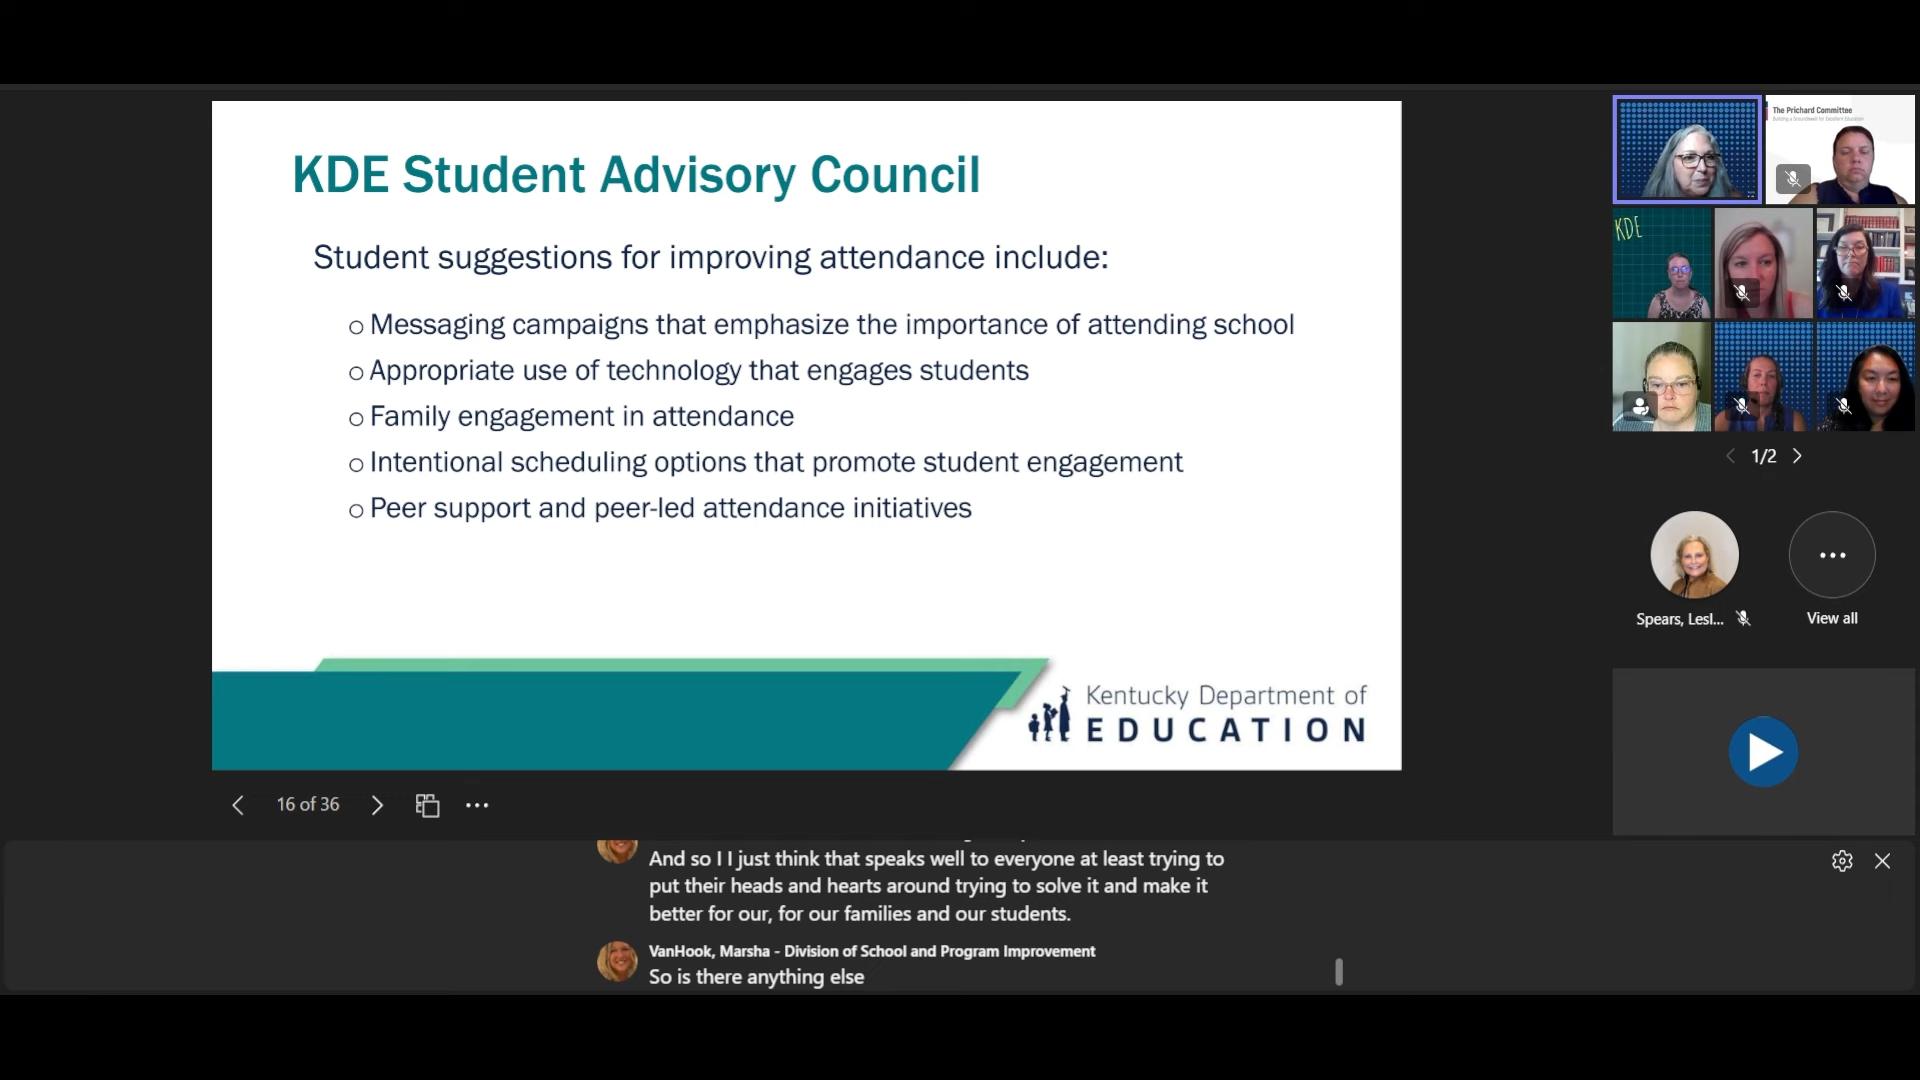 KDE Student Advisory Council
Student suggestions for improving attendance include:
Messaging campaigns that emphasize the importance of attending school
Appropriate use of technology that engages students
Family engagement in attendance
Intentional scheduling options that promote student engagement
Peer support and peer-led attendance initiatives
Kentucky Department of
EDUCATION
16 of 36
The Prichard Committee
Building a Groundswell for Excellent Education
KDE
1/2
Spears, Lesl...
View all
And so I I just think that speaks well to everyone at least trying to
put their heads and hearts around trying to solve it and make it
better for our, for our families and our students.
VanHook, Marsha - Division of School and Program Improvement
So is there anything else